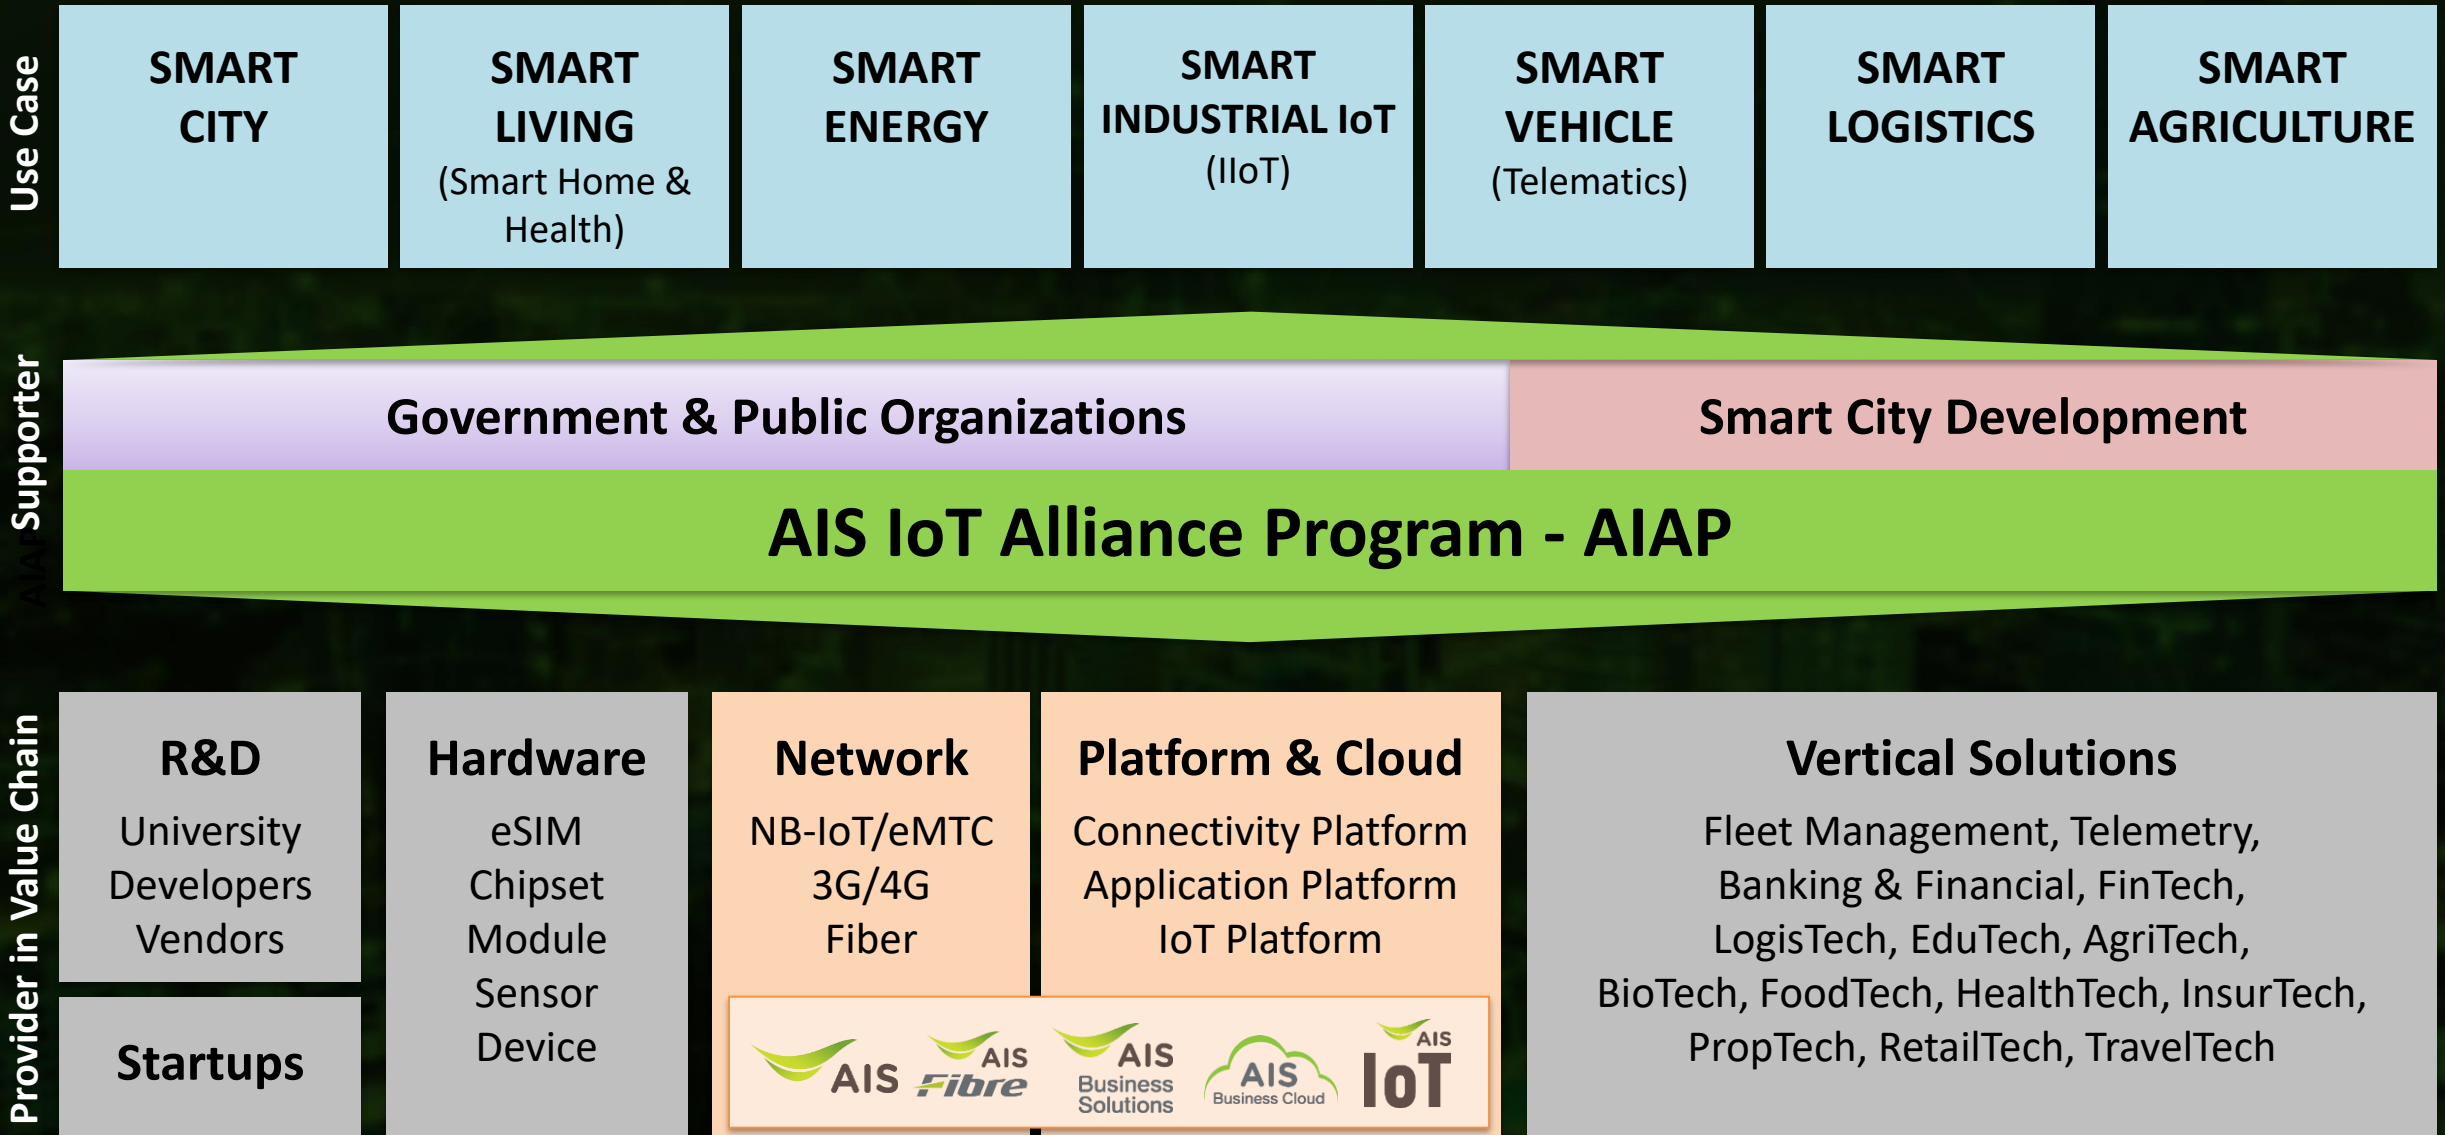 Use Case
SMART
CITY
SMART
LIVING
(Smart Home &
Health)
SMART
ENERGY
SMART
INDUSTRIAL IoT
(IIoT)
SMART
VEHICLE
(Telematics)
SMART
LOGISTICS
SMART
AGRICULTURE
AIAP Supporter
Government & Public Organizations
Smart City Development
AIS IoT Alliance Program - AIAP
Provider in Value Chain
R&D
University
Developers
Vendors
Startups
Hardware
eSIM
Chipset
Module
Sensor
Device
Network
NB-IoT/eMTC
3G/4G
Fiber
Platform & Cloud
Connectivity Platform
Application Platform
IoT Platform
AIS
AIS
Fibre
AIS
Business
Solutions
AIS
Business Cloud
AIS
IoT
Vertical Solutions
Fleet Management, Telemetry,
Banking & Financial, FinTech,
LogisTech, EduTech, AgriTech,
BioTech, FoodTech, HealthTech, InsurTech,
PropTech, RetailTech, TravelTech